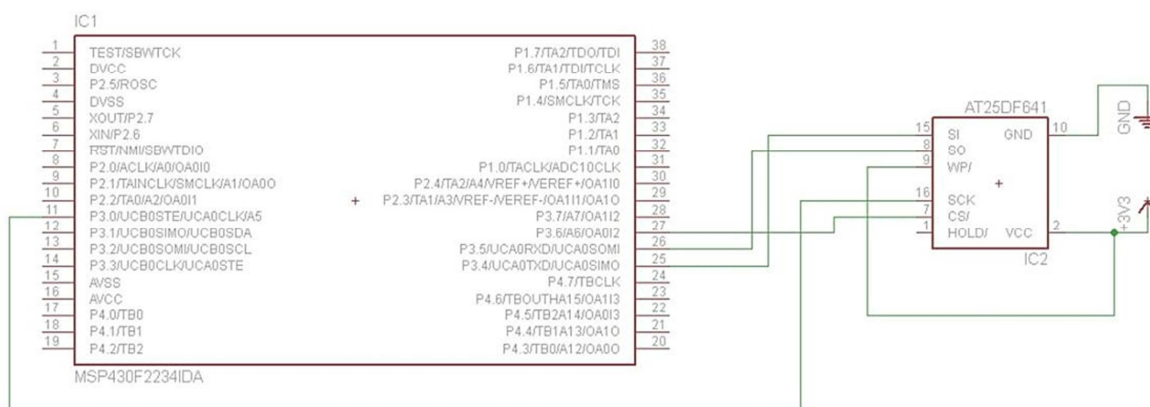 IC1
1 TEST/SBWTCK
2 DVCC
3 P2.5/ROSC
4 DVSS
5 XOUT/P2.7
6 XIN/P2.6
7 RST/NMI/SBWTDIO
8 P2.0/ACLK/A0/OA0I0
9 P2.1/TAINCLK/SMCLK/A1/OA0O
10 P2.2/TA0/A2/OA0I1
11 P3.0/UCB0STE/UCA0CLK/A5
12 P3.1/UCB0SIMO/UCB0SDA
13 P3.2/UCB0SOMI/UCB0SCL
14 P3.3/UCB0CLK/UCA0STE
15 AVSS
16 AVCC
17 P4.0/TB0
18 P4.1/TB1
19 P4.2/TB2
P1.7/TA2/TDO/TDI 38
P1.6/TA1/TDI/TCLK 37
P1.5/TA0/TMS 36
P1.4/SMCLK/TCK 35
P1.3/TA2 34
P1.2/TA1 33
P1.1/TA0 32
P1.0/TACLK/ADC10CLK 31
P2.4/TA2/A4/VREF+/VEREF+/OA1I0 30
P2.3/TA1/A3/VREF-/VEREF-/OA1I1/OA1O 29
P3.7/A7/OA1I2 28
P3.6/A6/OA0I2 27
P3.5/UCA0RXD/UCA0SOMI 26
P3.4/UCA0TXD/UCA0SIMO 25
P4.7/TBCLK 24
P4.6/TBOUTHA15/OA1I3 23
P4.5/TB2A14/OA0I3 22
P4.4/TB1A13/OA1O 21
P4.3/TB0/A12/OA0O 20
MSP430F2234IDA
AT25DF641
15 SI
8 SO
9 WP/
16 SCK
7 CS/
1 HOLD/
GND 10
VCC 2
IC2
GND
+3V3